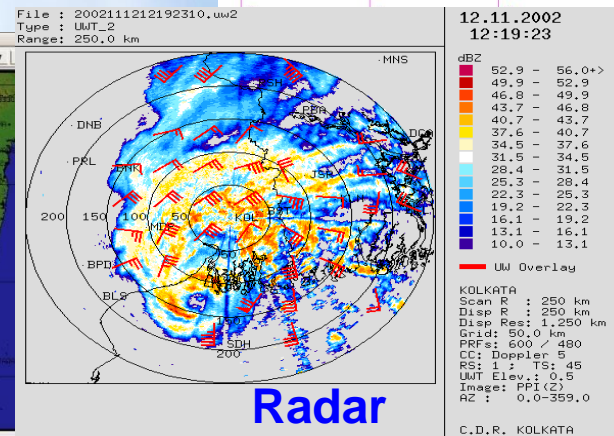 File : 2002111212192310.uw2
Type : UWT_2
Range: 250.0 km
MNS
DNB
PRL
200 150 100 50
KOL
JSR
MDP
BPD
BLS
50
150
SDH
200
Radar
12.11.2002
12:19:23
dBZ
52.9 - 56.0+>
49.9 - 52.9
46.8 - 49.9
43.7 - 46.8
40.7 - 43.7
37.6 - 40.7
34.5 - 37.6
31.5 - 34.5
28.4 - 31.5
25.3 - 28.4
22.3 - 25.3
19.2 - 22.3
16.1 - 19.2
13.1 - 16.1
10.0 - 13.1
UW Overlay
KOLKATA
Scan R : 250 km
Disp R : 250 km
Disp Res: 1.250 km
Grid: 50.0 km
PRFs: 600 / 480
CC: Doppler 5
RS: 1 ; TS: 45
UWT Elev.: 0.5
Image: PPI(Z)
AZ : 0.0-359.0
C.D.R. KOLKATA